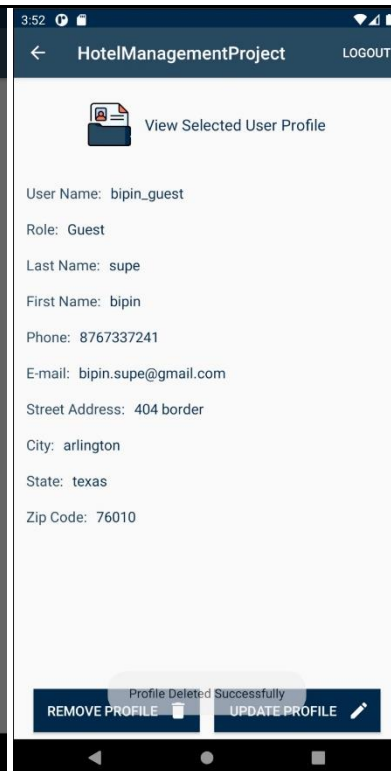 3:52
HotelManagementProject LOGOUT
View Selected User Profile
User Name: bipin_guest
Role: Guest
Last Name: supe
First Name: bipin
Phone: 8767337241
E-mail: bipin.supe@gmail.com
Street Address: 404 border
City: arlington
State: texas
Zip Code: 76010
Profile Deleted Successfully
REMOVE PROFILE UPDATE PROFILE